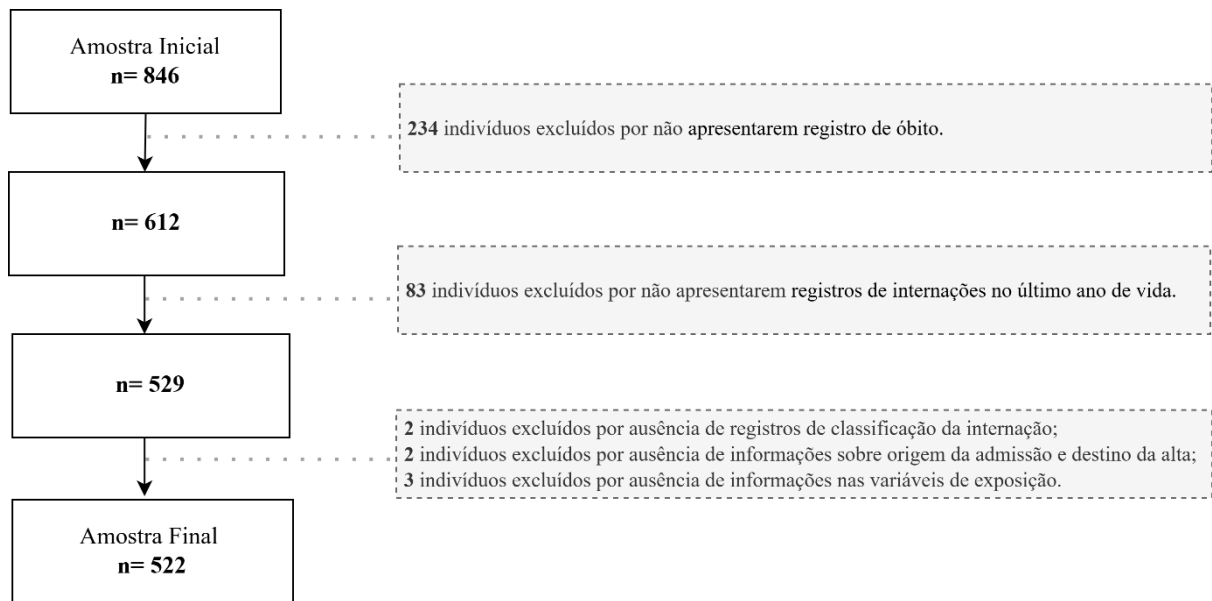 Amostra Inicial
n= 846
234 indivíduos excluídos por não apresentarem registro de óbito.
n= 612
83 indivíduos excluídos por não apresentarem registros de internações no último ano de vida.
n= 529
2 indivíduos excluídos por ausência de registros de classificação da internação;
2 indivíduos excluídos por ausência de informações sobre origem da admissão e destino da alta;
3 indivíduos excluídos por ausência de informações nas variáveis de exposição.
Amostra Final
n= 522